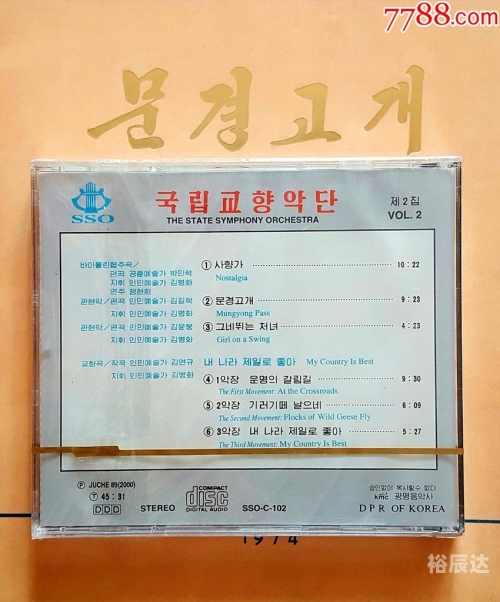 7788.com
문경고개
SSO
국립교향악단
THE STATE SYMPHONY ORCHESTRA
제2집
VOL. 2
바이올린협주곡/
편곡 공훈예술가 박민혁
지휘 인민예술가 김병화
연주 정현희
① 사향가 10:22
Nostalgia
관현악/편곡 인민예술가 김길학
지휘 인민예술가 김병화
② 문경고개 9:23
Mungyong Pass
관현악/편곡 인민예술가 김윤붕
지휘 인민예술가 김병화
③ 그네뛰는 처녀 4:23
Girl on a Swing
교향곡/작곡 인민예술가 김연규
지휘 인민예술가 김병화
내 나라 제일로 좋아 My Country Is Best
④ 1악장 문명의 갈림길 9:30
The First Movement: At the Crossroads
⑤ 2악장 기러기떼 날으네 6:09
The Second Movement: Flocks of Wild Geese Fly
⑥ 3악장 내 나라 제일로 좋아 5:27
The Third Movement: My Country Is Best
Ⓟ JUCHE 89(2000)
Ⓣ 45:31
DDD
STEREO
COMPACT
disc
DIGITAL AUDIO
SSO-C-102
승인없이 복사할수 없다
KMC 광명음악사
D P R OF KOREA
1974
裕辰达